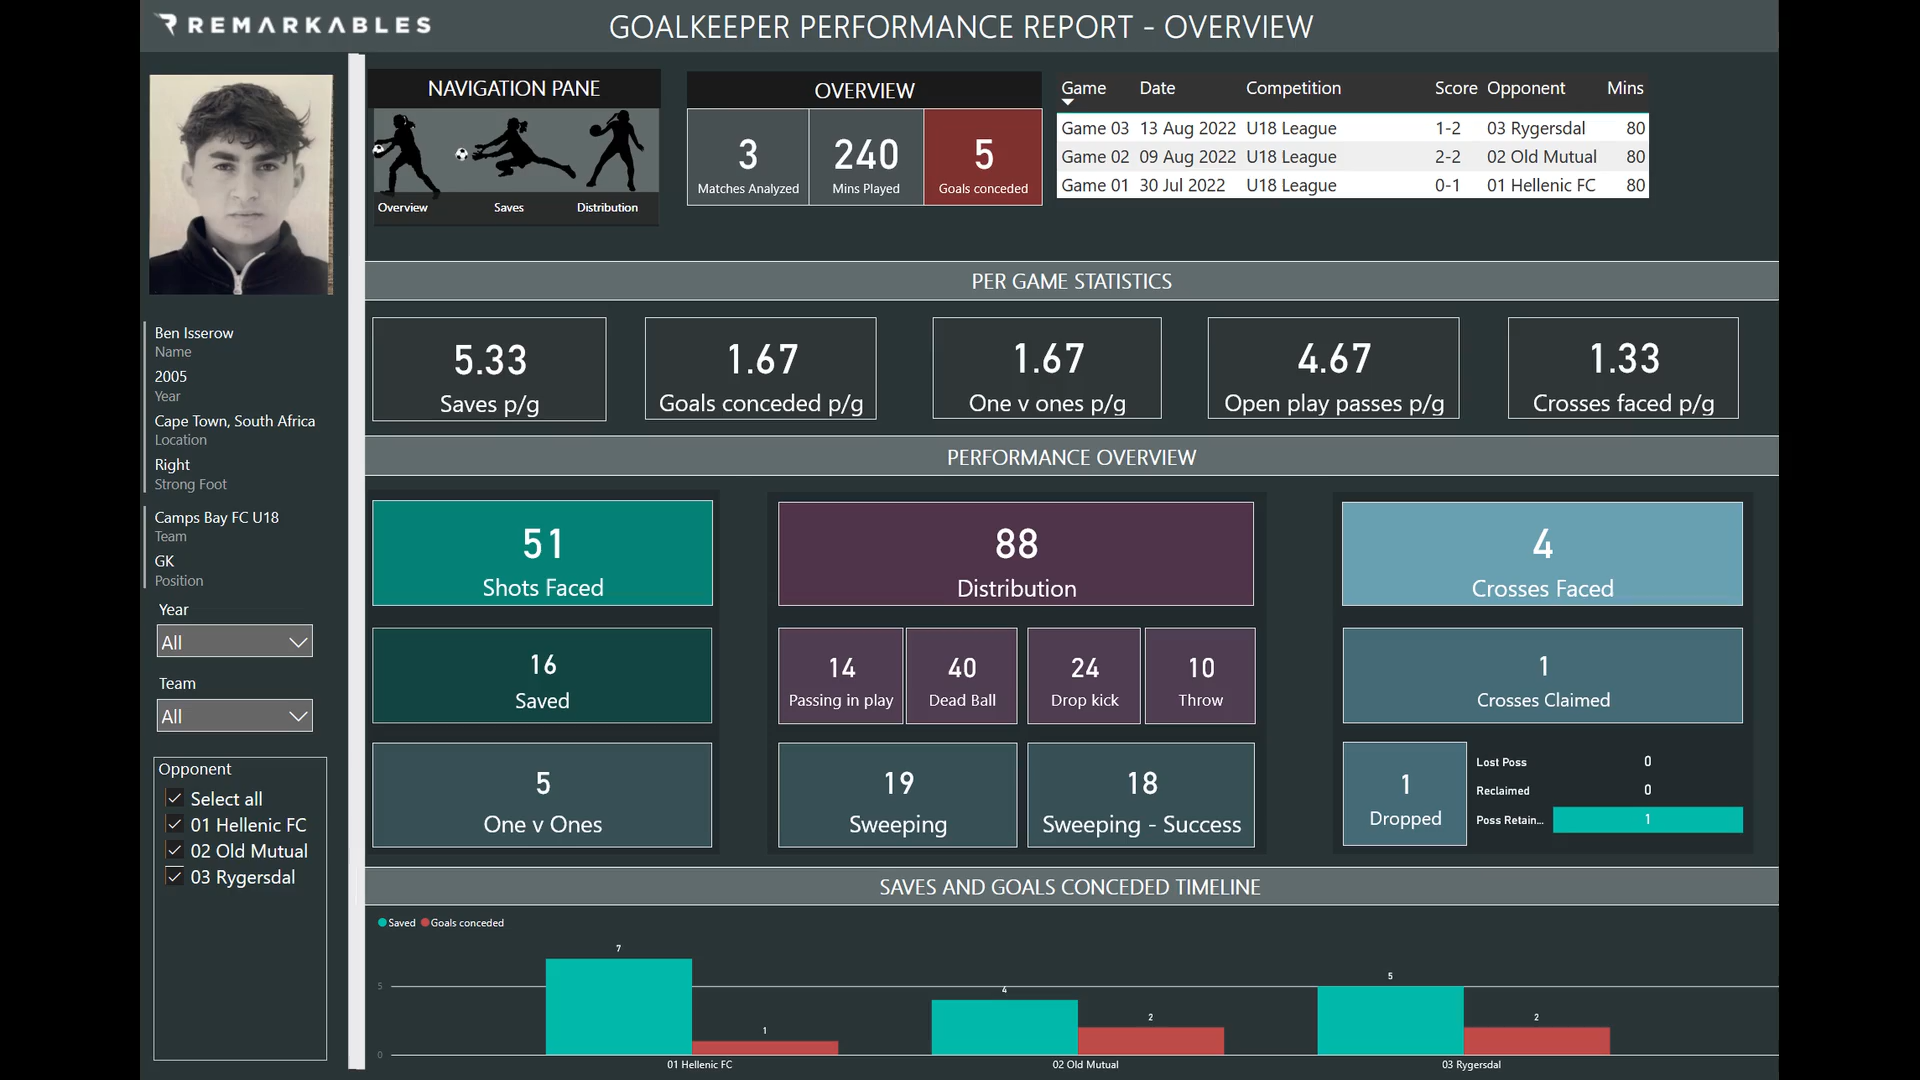 REMARKABLES
GOALKEEPER PERFORMANCE REPORT - OVERVIEW
NAVIGATION PANE
Overview Saves Distribution
OVERVIEW
3 240 5
Matches Analyzed Mins Played Goals conceded
Game Date Competition Score Opponent Mins
Game 03 13 Aug 2022 U18 League 1-2 03 Rygersdal 80
Game 02 09 Aug 2022 U18 League 2-2 02 Old Mutual 80
Game 01 30 Jul 2022 U18 League 0-1 01 Hellenic FC 80
Ben Isserow
Name
2005
Year
Cape Town, South Africa
Location
Right
Strong Foot
Camps Bay FC U18
Team
GK
Position
Year
All
Team
All
Opponent
Select all
01 Hellenic FC
02 Old Mutual
03 Rygersdal
PER GAME STATISTICS
5.33 1.67 1.67 4.67 1.33
Saves p/g Goals conceded p/g One v ones p/g Open play passes p/g Crosses faced p/g
PERFORMANCE OVERVIEW
51
Shots Faced
16
Saved
5
One v Ones
88
Distribution
14 40 24 10
Passing in play Dead Ball Drop kick Throw
19 18
Sweeping Sweeping - Success
4
Crosses Faced
1
Crosses Claimed
1
Dropped
Lost Poss 0
Reclaimed 0
Poss Retain... 1
SAVES AND GOALS CONCEDED TIMELINE
Saved Goals conceded
5
0
7 1 4 2 5 2
01 Hellenic FC 02 Old Mutual 03 Rygersdal